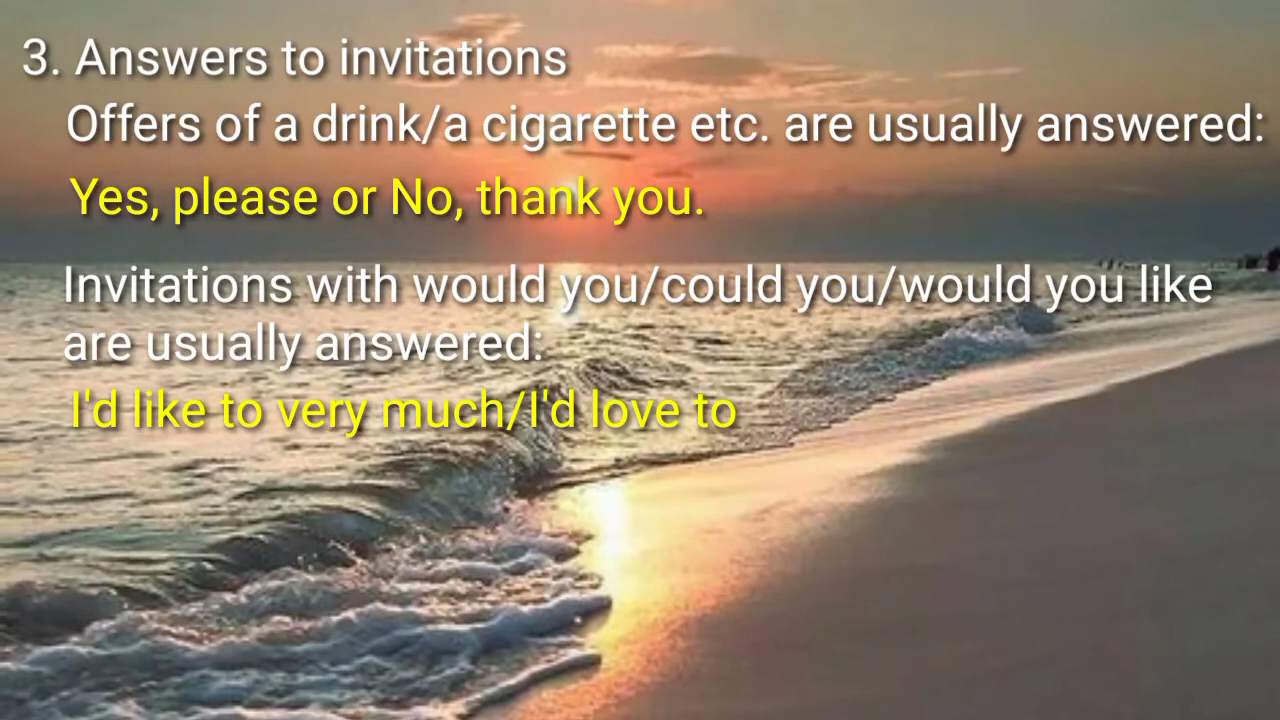 3. Answers to invitations
Offers of a drink/a cigarette etc. are usually answered:
Yes, please or No, thank you.
Invitations with would you/could you/would you like
are usually answered:
I'd like to very much/I'd love to